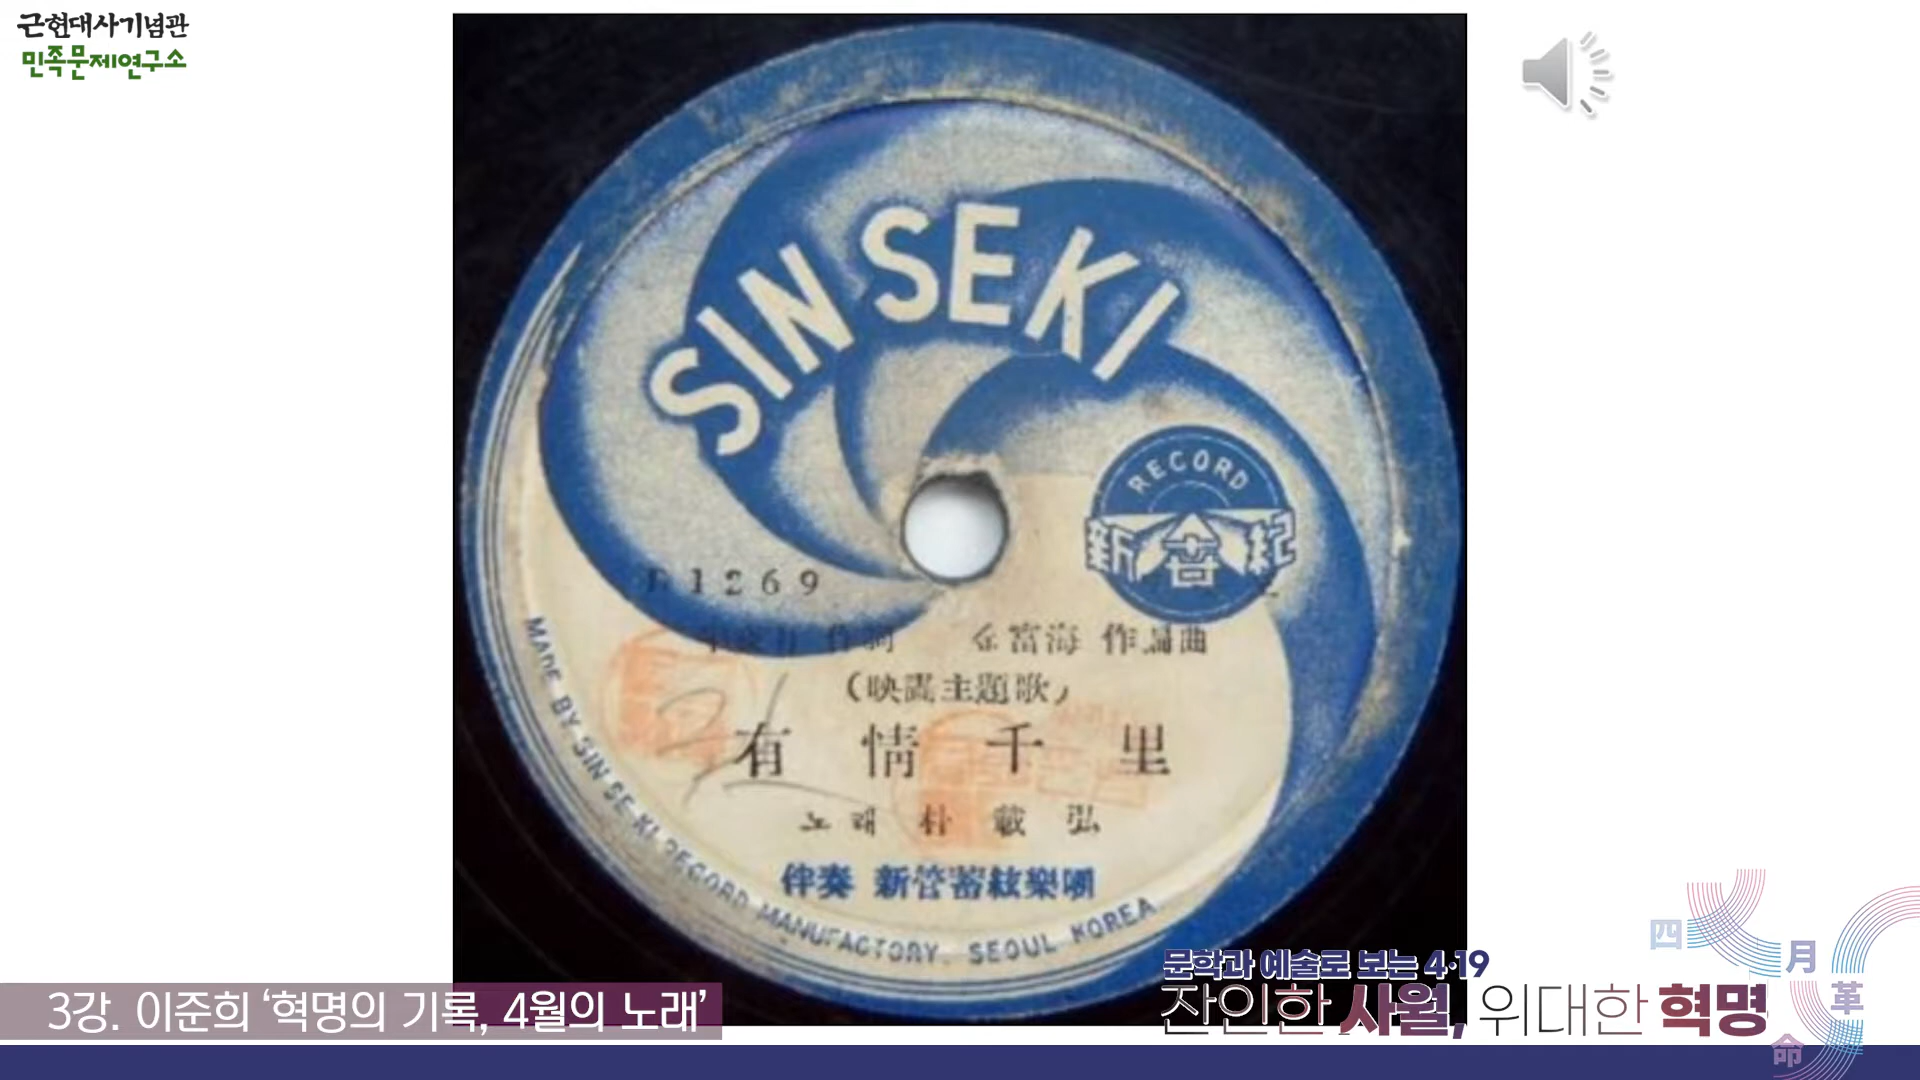 근현대사기념관
민족문제연구소
SIN SEKI
RECORD
新世紀
1269
作詞 金富海 作編曲
(映畵主題歌)
有情千里
노래 朴載弘
伴奏 新世紀管絃樂團
MADE BY SIN SE KI RECORD MANUFACTORY. SEOUL KOREA
문학과 예술로 보는 4·19
잔인한 사월, 위대한 혁명
四月革命
3강. 이준희 ‘혁명의 기록, 4월의 노래’